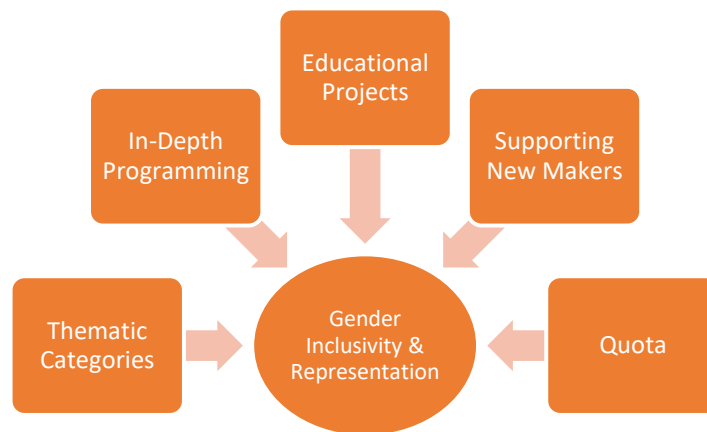 Educational
Projects
In-Depth
Programming
Supporting
New Makers
Thematic
Categories
Gender
Inclusivity &
Representation
Quota